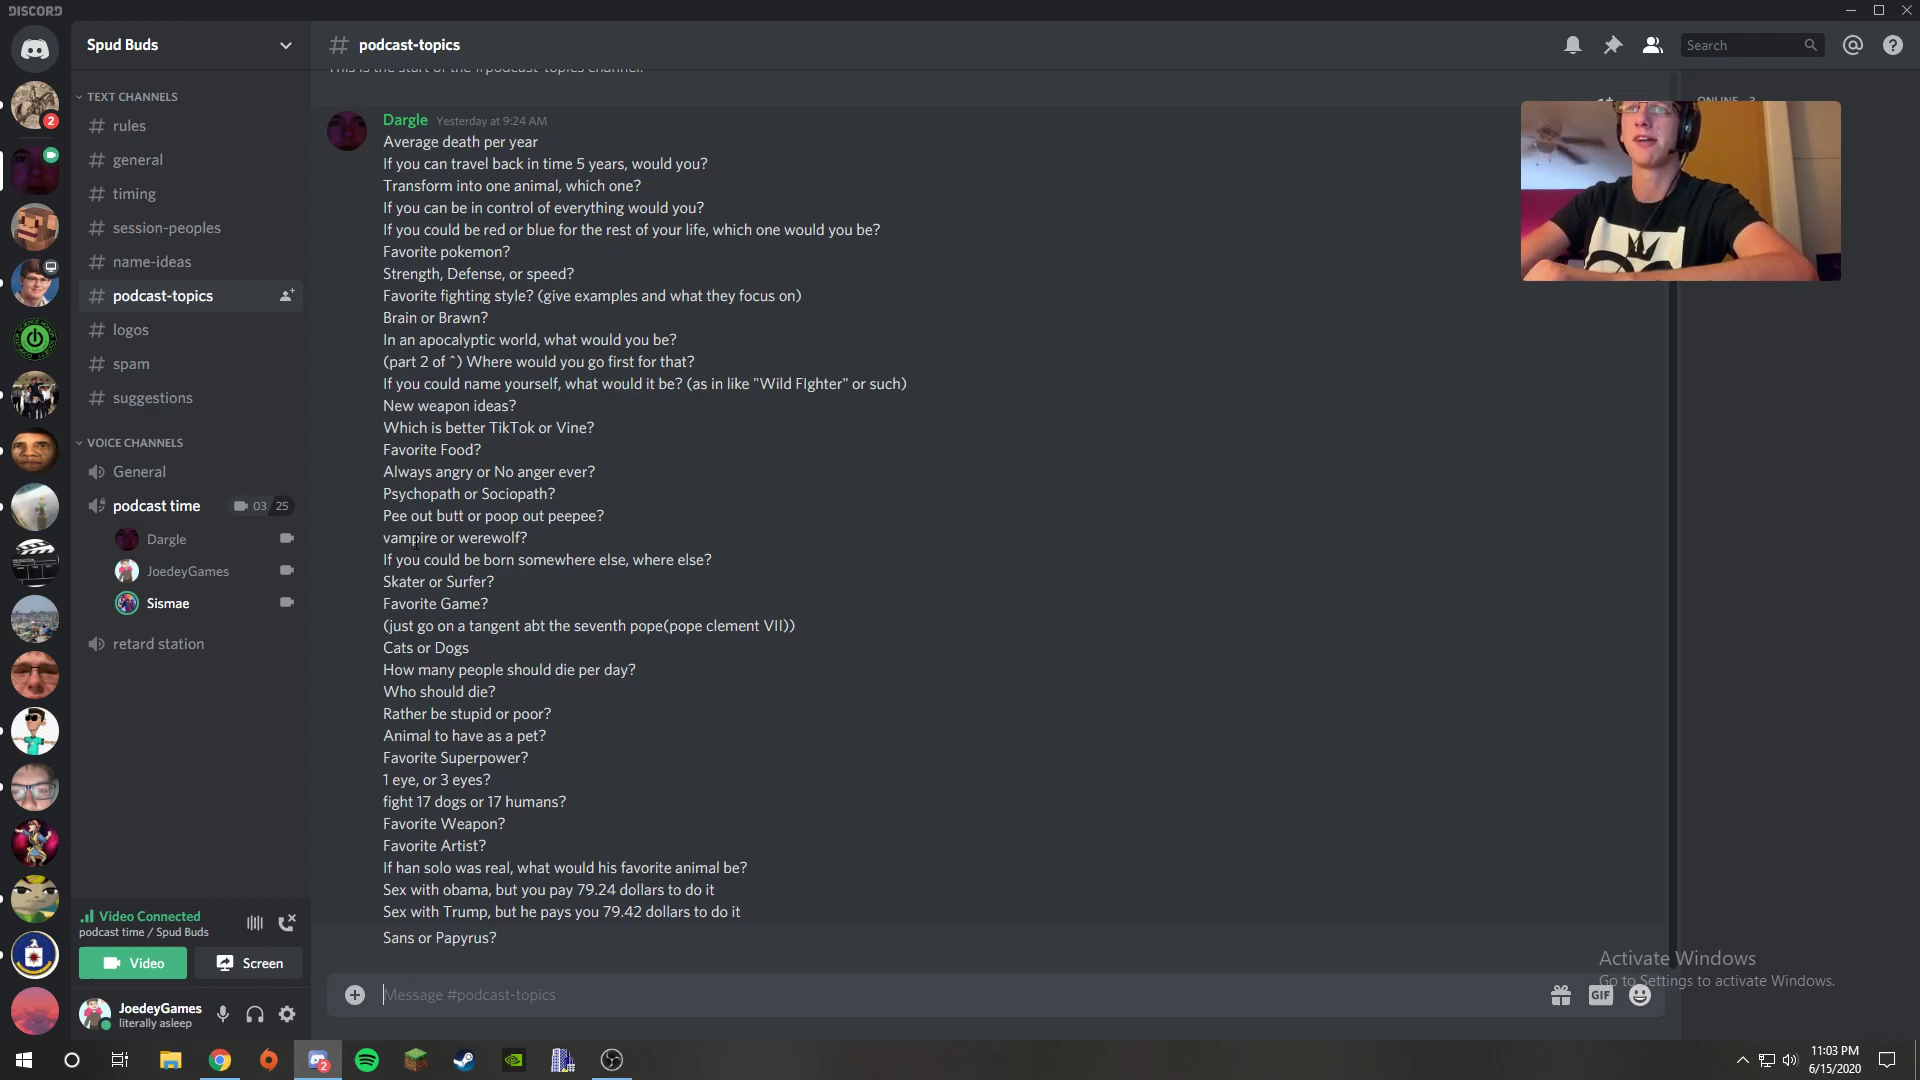 DISCORD
Spud Buds
podcast-topics
Search
This is the start of the #podcast-topics channel.
TEXT CHANNELS
rules
general
timing
session-peoples
name-ideas
podcast-topics
logos
spam
suggestions
VOICE CHANNELS
General
podcast time 03 25
Dargle
JoedeyGames
Sismae
retard station
Dargle Yesterday at 9:24 AM
Average death per year
If you can travel back in time 5 years, would you?
Transform into one animal, which one?
If you can be in control of everything would you?
If you could be red or blue for the rest of your life, which one would you be?
Favorite pokemon?
Strength, Defense, or speed?
Favorite fighting style? (give examples and what they focus on)
Brain or Brawn?
In an apocalyptic world, what would you be?
(part 2 of ^) Where would you go first for that?
If you could name yourself, what would it be? (as in like "Wild FIghter" or such)
New weapon ideas?
Which is better TikTok or Vine?
Favorite Food?
Always angry or No anger ever?
Psychopath or Sociopath?
Pee out butt or poop out peepee?
vampire or werewolf?
If you could be born somewhere else, where else?
Skater or Surfer?
Favorite Game?
(just go on a tangent abt the seventh pope(pope clement VII))
Cats or Dogs
How many people should die per day?
Who should die?
Rather be stupid or poor?
Animal to have as a pet?
Favorite Superpower?
1 eye, or 3 eyes?
fight 17 dogs or 17 humans?
Favorite Weapon?
Favorite Artist?
If han solo was real, what would his favorite animal be?
Sex with obama, but you pay 79.24 dollars to do it
Sex with Trump, but he pays you 79.42 dollars to do it
Sans or Papyrus?
Message #podcast-topics
GIF
Video Connected
podcast time / Spud Buds
Video
Screen
JoedeyGames
literally asleep
Activate Windows
Go to Settings to activate Windows.
2
2
11:03 PM
6/15/2020